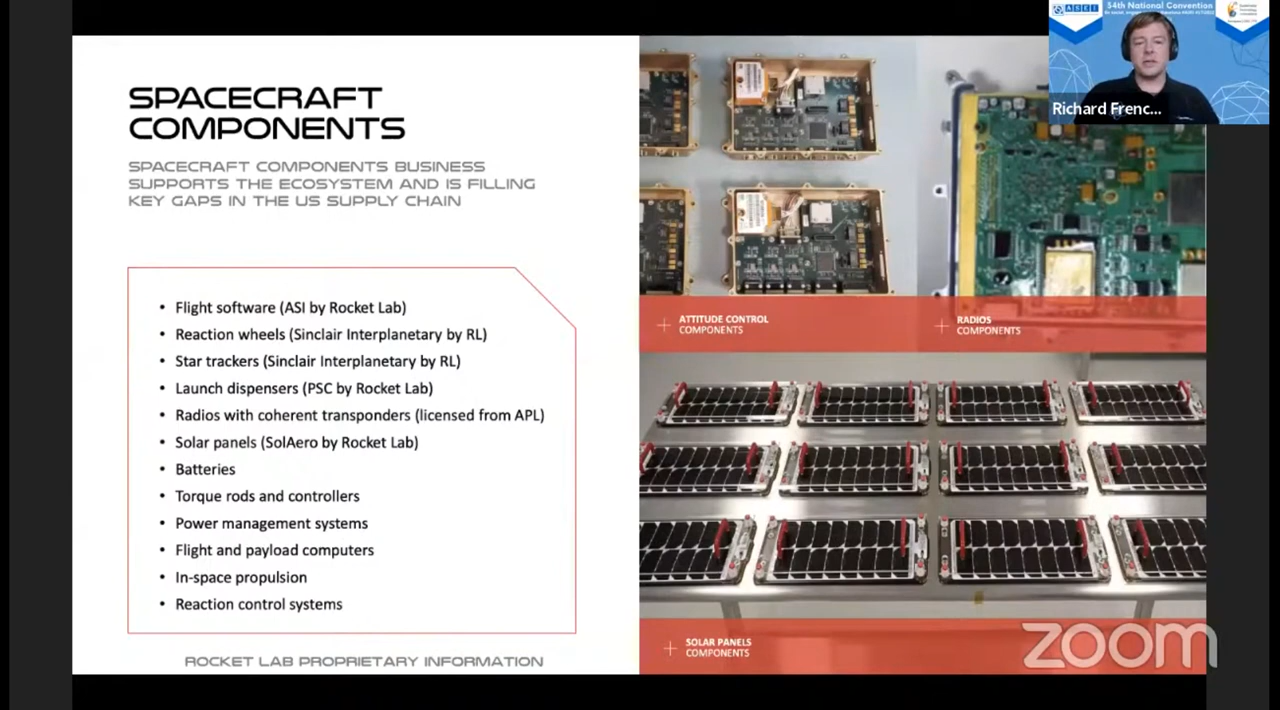 SPACECRAFT
COMPONENTS
SPACECRAFT COMPONENTS BUSINESS
SUPPORTS THE ECOSYSTEM AND IS FILLING
KEY GAPS IN THE US SUPPLY CHAIN
• Flight software (ASI by Rocket Lab)
• Reaction wheels (Sinclair Interplanetary by RL)
• Star trackers (Sinclair Interplanetary by RL)
• Launch dispensers (PSC by Rocket Lab)
• Radios with coherent transponders (licensed from APL)
• Solar panels (SolAero by Rocket Lab)
• Batteries
• Torque rods and controllers
• Power management systems
• Flight and payload computers
• In-space propulsion
• Reaction control systems
ROCKET LAB PROPRIETARY INFORMATION
ATTITUDE CONTROL
COMPONENTS
RADIOS
COMPONENTS
SOLAR PANELS
COMPONENTS
ASEI
34th National Convention
Richard Frenc...
zoom